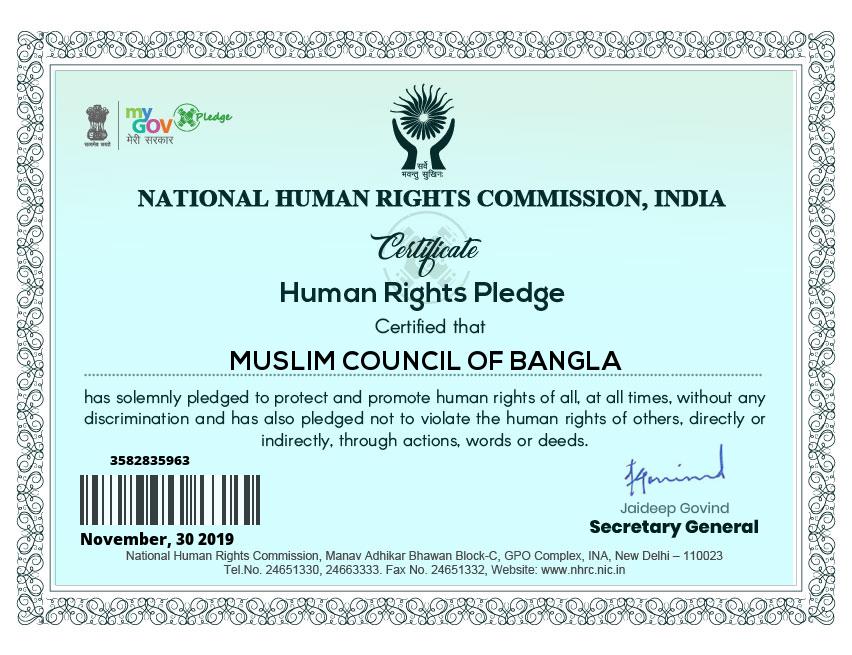 सत्यमेव जयते
my
GOV
मेरी सरकार
Pledge
सर्वे
भवन्तु सुखिनः
NATIONAL HUMAN RIGHTS COMMISSION, INDIA
Certificate
Human Rights Pledge
Certified that
MUSLIM COUNCIL OF BANGLA
has solemnly pledged to protect and promote human rights of all, at all times, without any
discrimination and has also pledged not to violate the human rights of others, directly or
indirectly, through actions, words or deeds.
3582835963
November, 30 2019
Jaideep Govind
Secretary General
National Human Rights Commission, Manav Adhikar Bhawan Block-C, GPO Complex, INA, New Delhi – 110023
Tel.No. 24651330, 24663333. Fax No. 24651332, Website: www.nhrc.nic.in